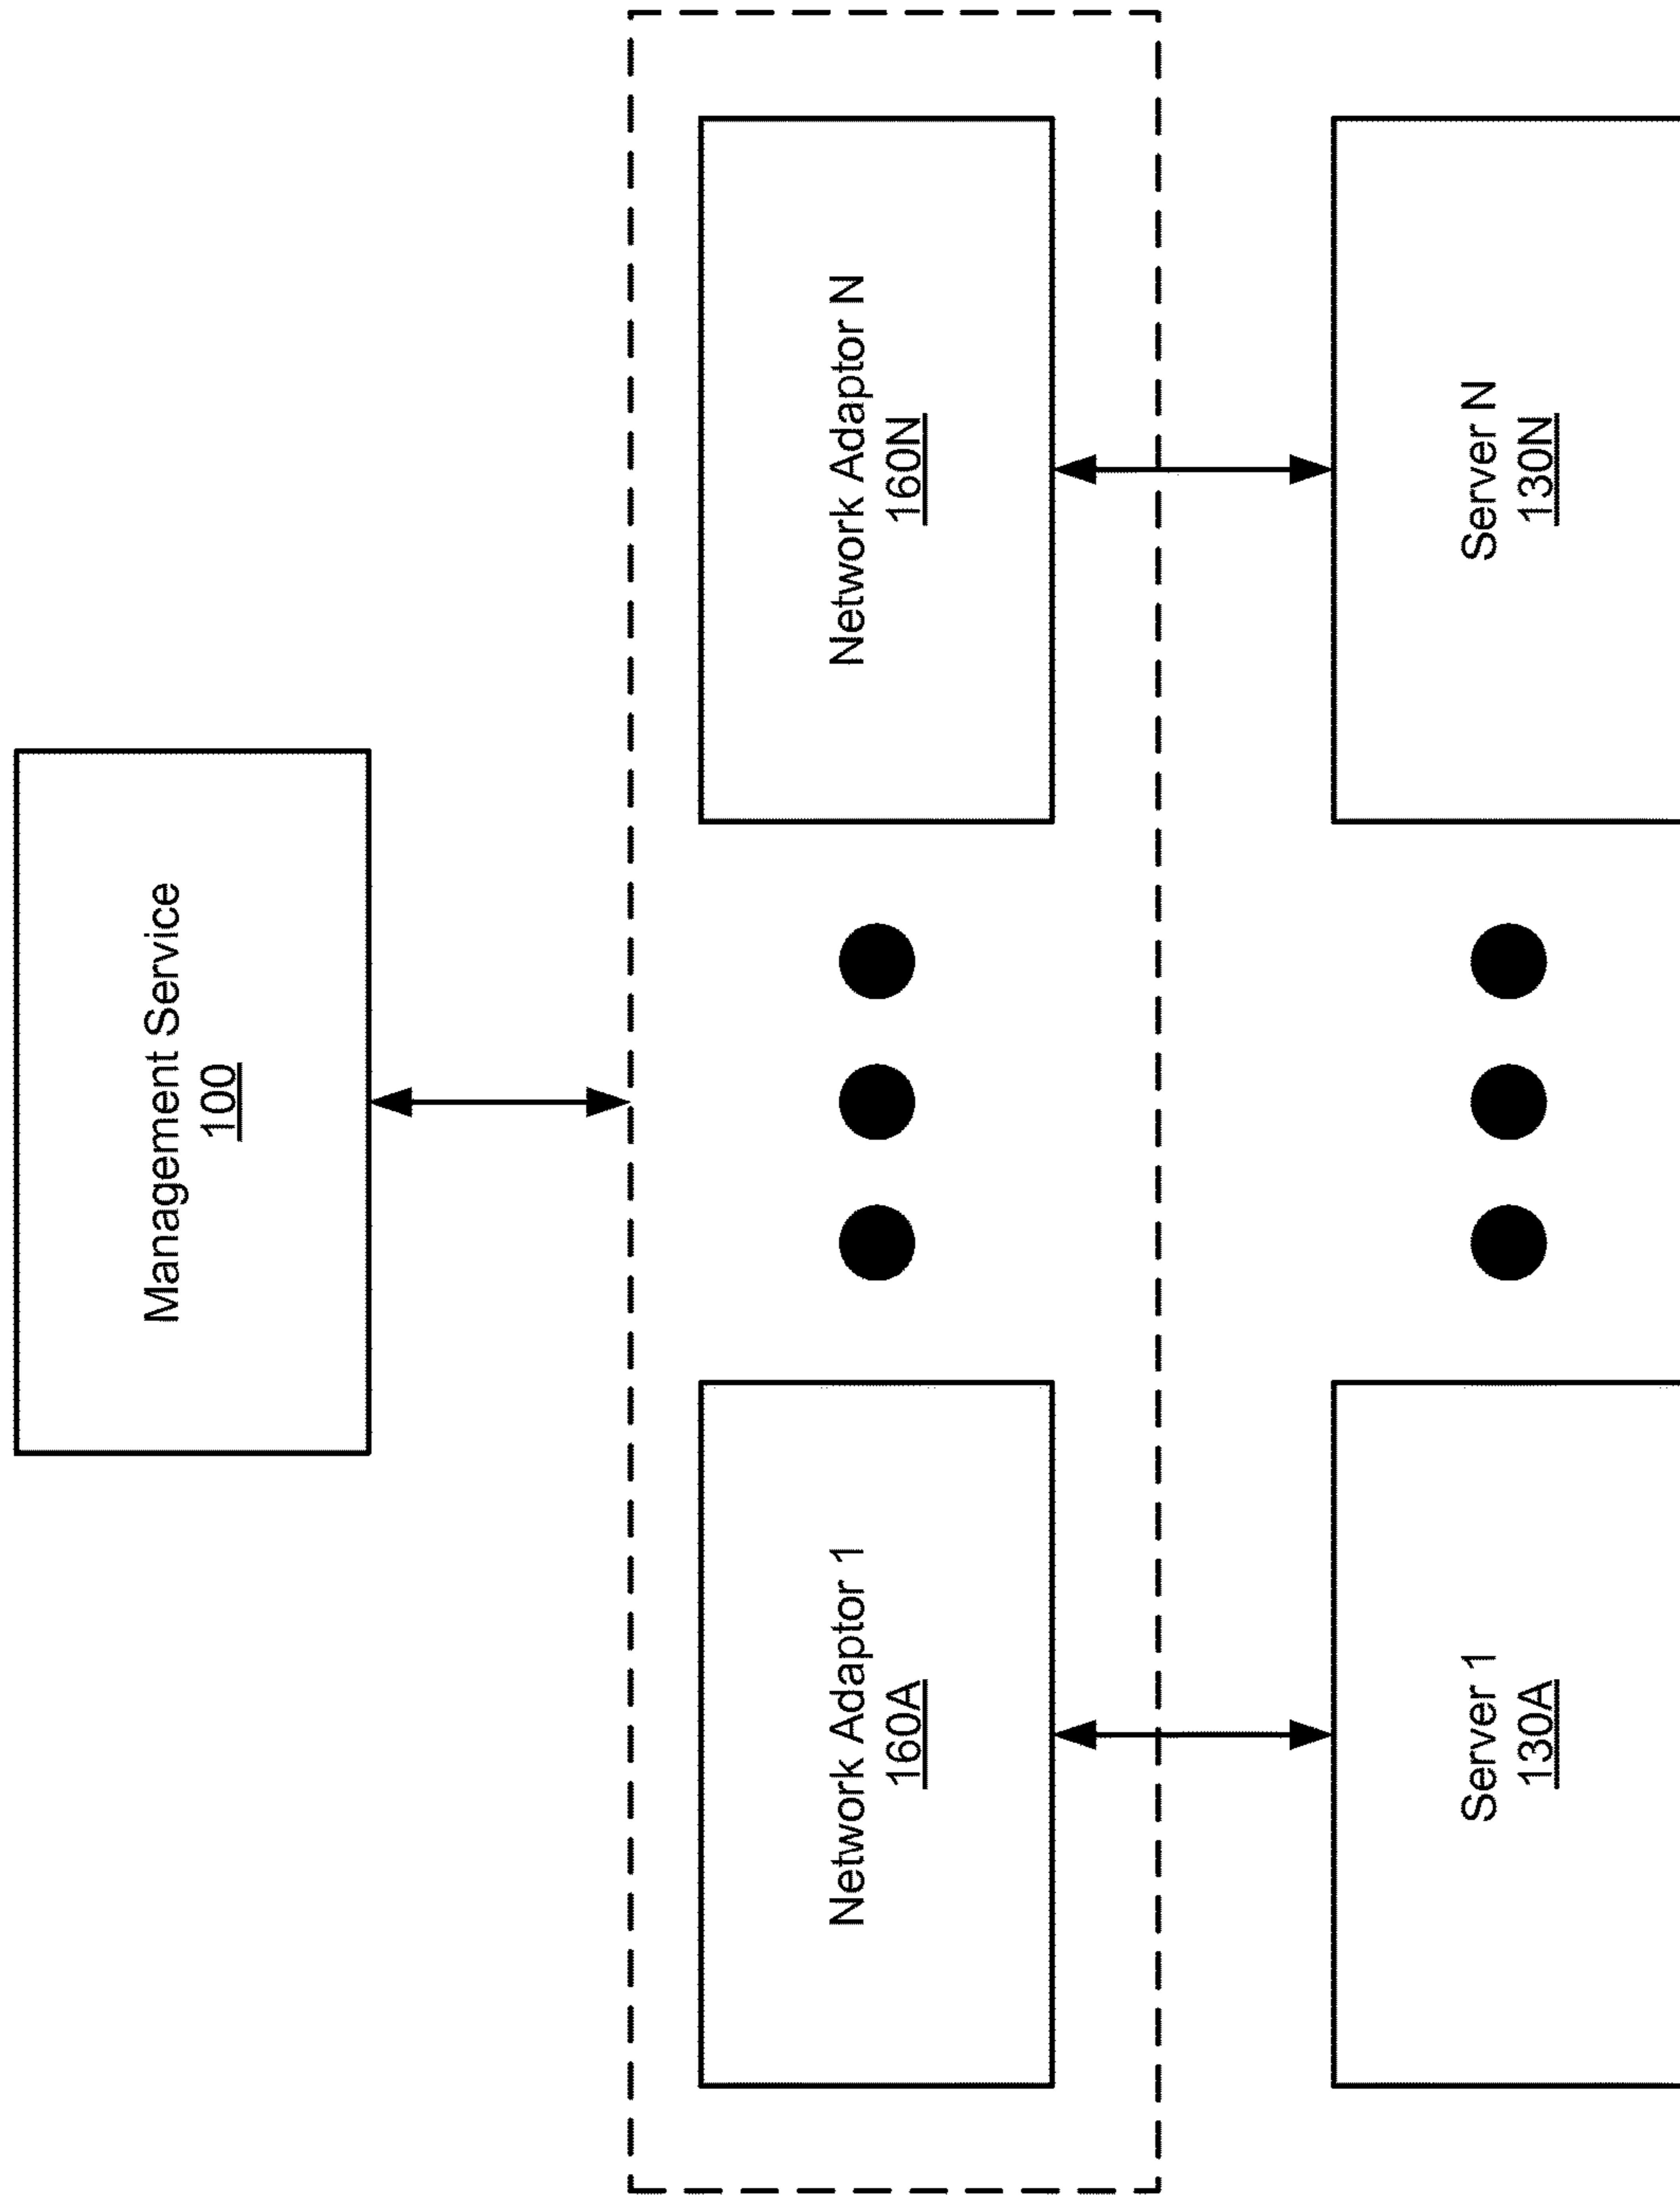 Management Service
100
Network Adaptor 1
160A
Network Adaptor N
160N
Server 1
130A
Server N
130N